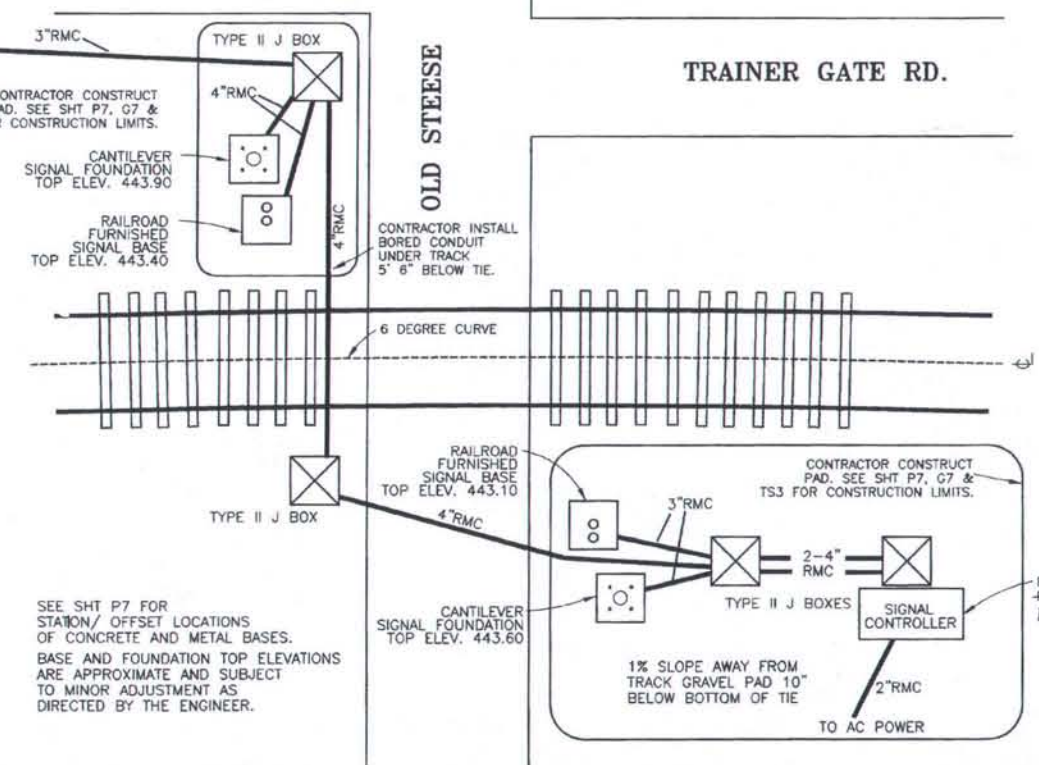 3"RMC
TYPE II J BOX
4"RMC
CONTRACTOR CONSTRUCT
PAD. SEE SHT P7, G7 &
CONSTRUCTION LIMITS.
CANTILEVER
SIGNAL FOUNDATION
TOP ELEV. 443.90
RAILROAD
FURNISHED
SIGNAL BASE
TOP ELEV. 443.40
4"RMC
OLD STEESE
TRAINER GATE RD.
CONTRACTOR INSTALL
BORED CONDUIT
UNDER TRACK
5' 6" BELOW TIE.
6 DEGREE CURVE
TYPE II J BOX
4"RMC
RAILROAD
FURNISHED
SIGNAL BASE
TOP ELEV. 443.10
3"RMC
CONTRACTOR CONSTRUCT
PAD. SEE SHT P7, G7 &
TS3 FOR CONSTRUCTION LIMITS.
2-4"
RMC
TYPE II J BOXES
SIGNAL
CONTROLLER
CANTILEVER
SIGNAL FOUNDATION
TOP ELEV. 443.60
1% SLOPE AWAY FROM
TRACK GRAVEL PAD 10"
BELOW BOTTOM OF TIE
2"RMC
TO AC POWER
SEE SHT P7 FOR
STATION/ OFFSET LOCATIONS
OF CONCRETE AND METAL BASES.
BASE AND FOUNDATION TOP ELEVATIONS
ARE APPROXIMATE AND SUBJECT
TO MINOR ADJUSTMENT AS
DIRECTED BY THE ENGINEER.